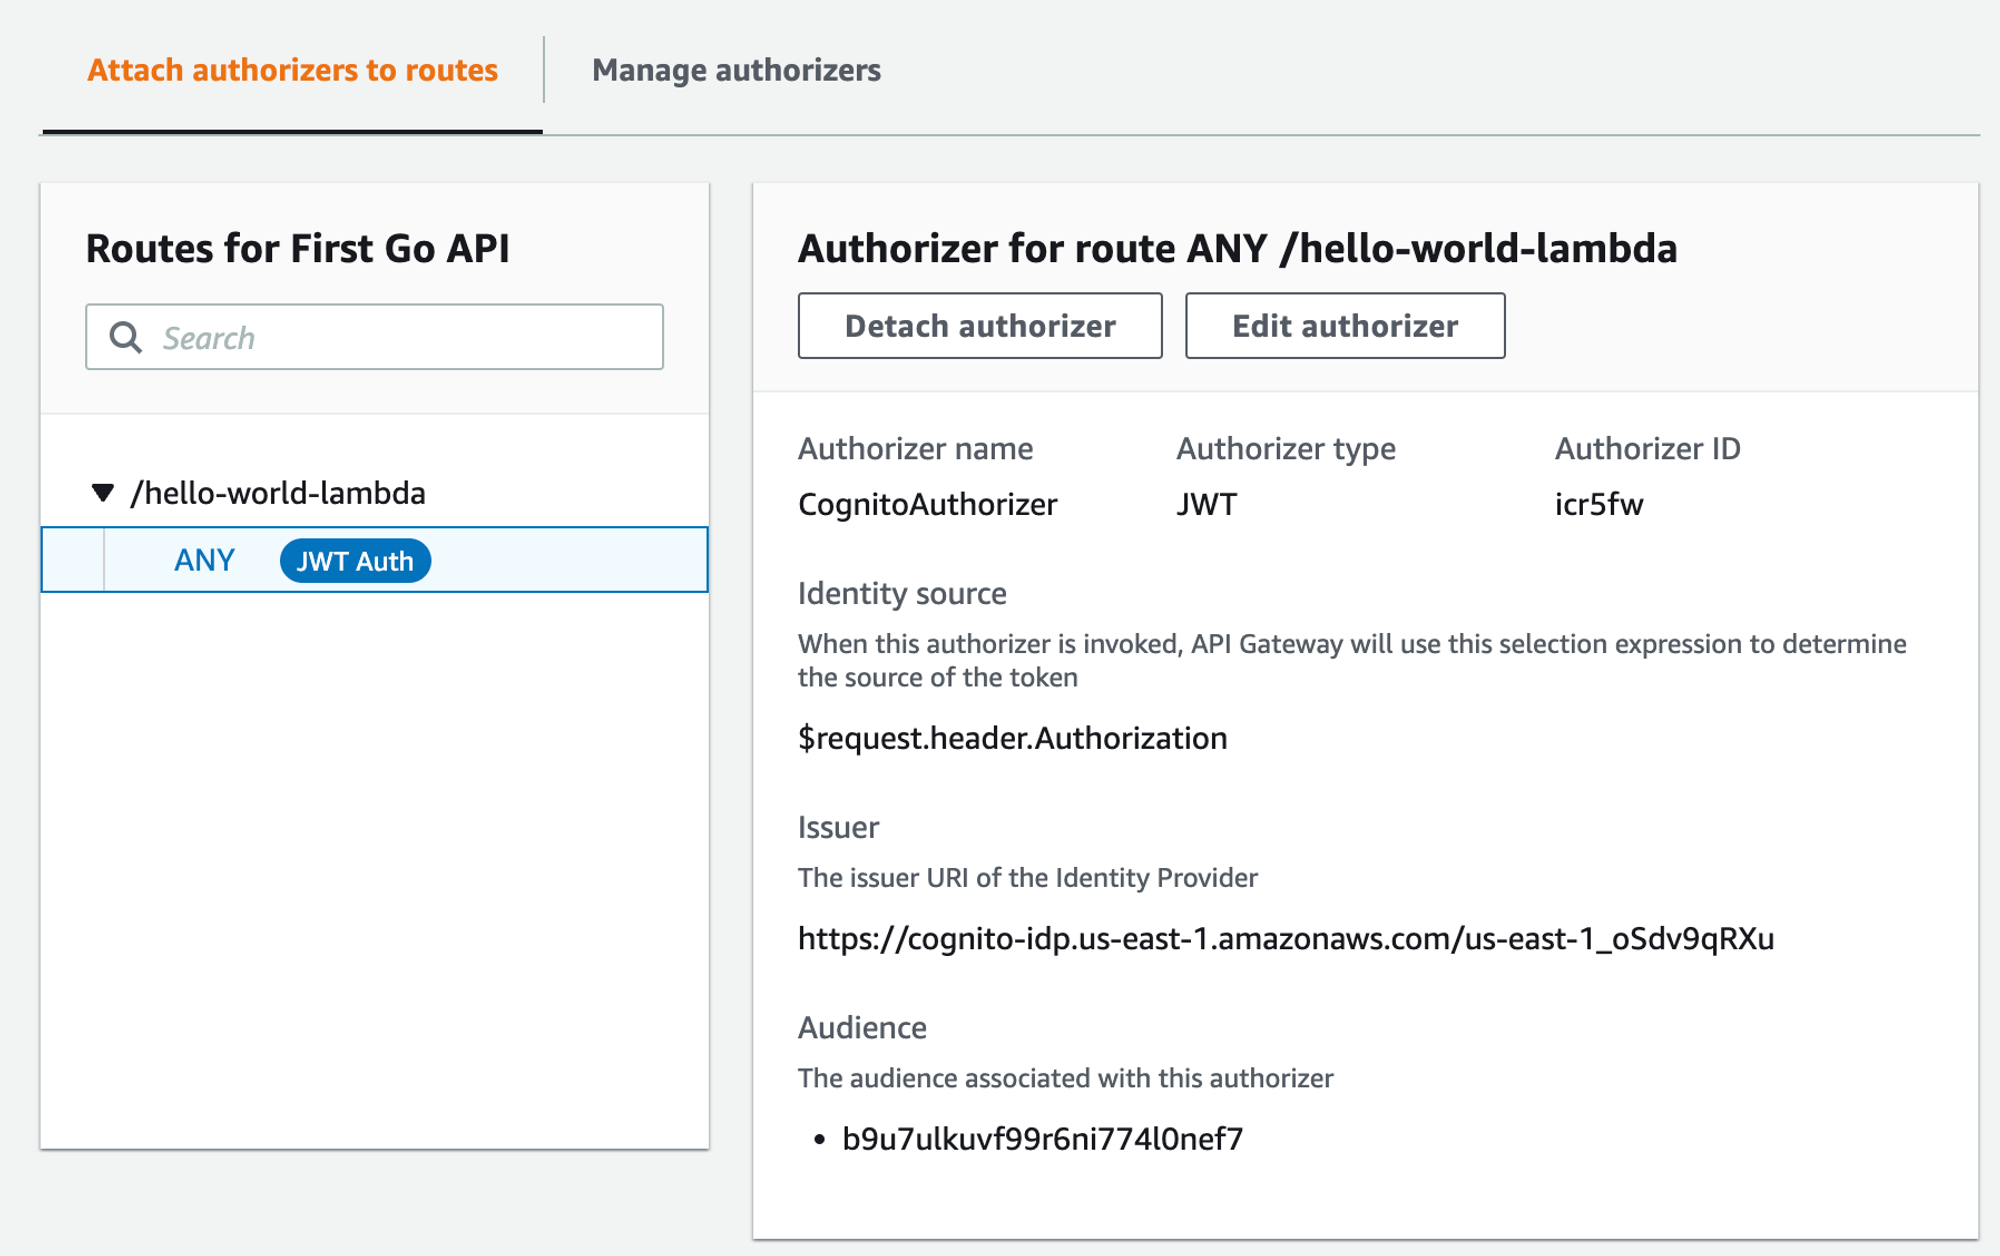 Attach authorizers to routes
Manage authorizers
Routes for First Go API
Search
/hello-world-lambda
ANY JWT Auth
Authorizer for route ANY /hello-world-lambda
Detach authorizer Edit authorizer
Authorizer name Authorizer type Authorizer ID
CognitoAuthorizer JWT icr5fw
Identity source
When this authorizer is invoked, API Gateway will use this selection expression to determine
the source of the token
$request.header.Authorization
Issuer
The issuer URI of the Identity Provider
https://cognito-idp.us-east-1.amazonaws.com/us-east-1_oSdv9qRXu
Audience
The audience associated with this authorizer
• b9u7ulkuvf99r6ni774l0nef7